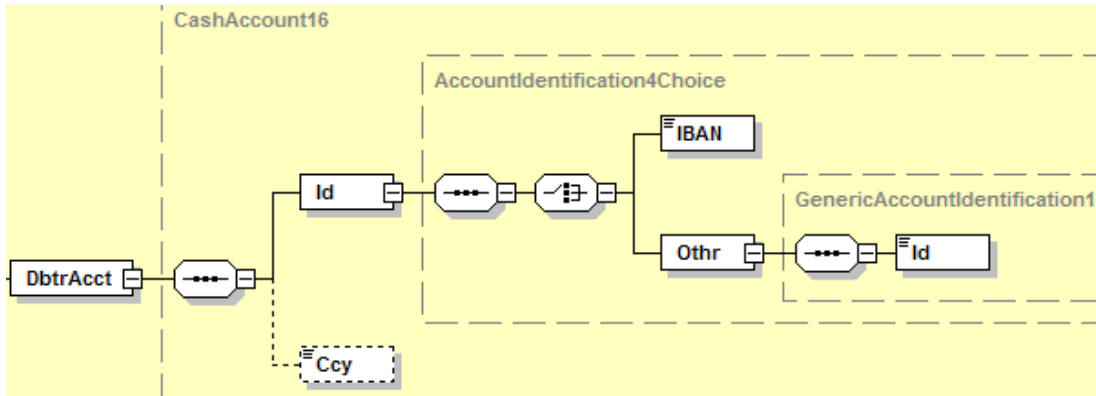 CashAccount16
AccountIdentification4Choice
IBAN
Id
GenericAccountIdentification1
Othr
Id
DbtrAcct
Ccy